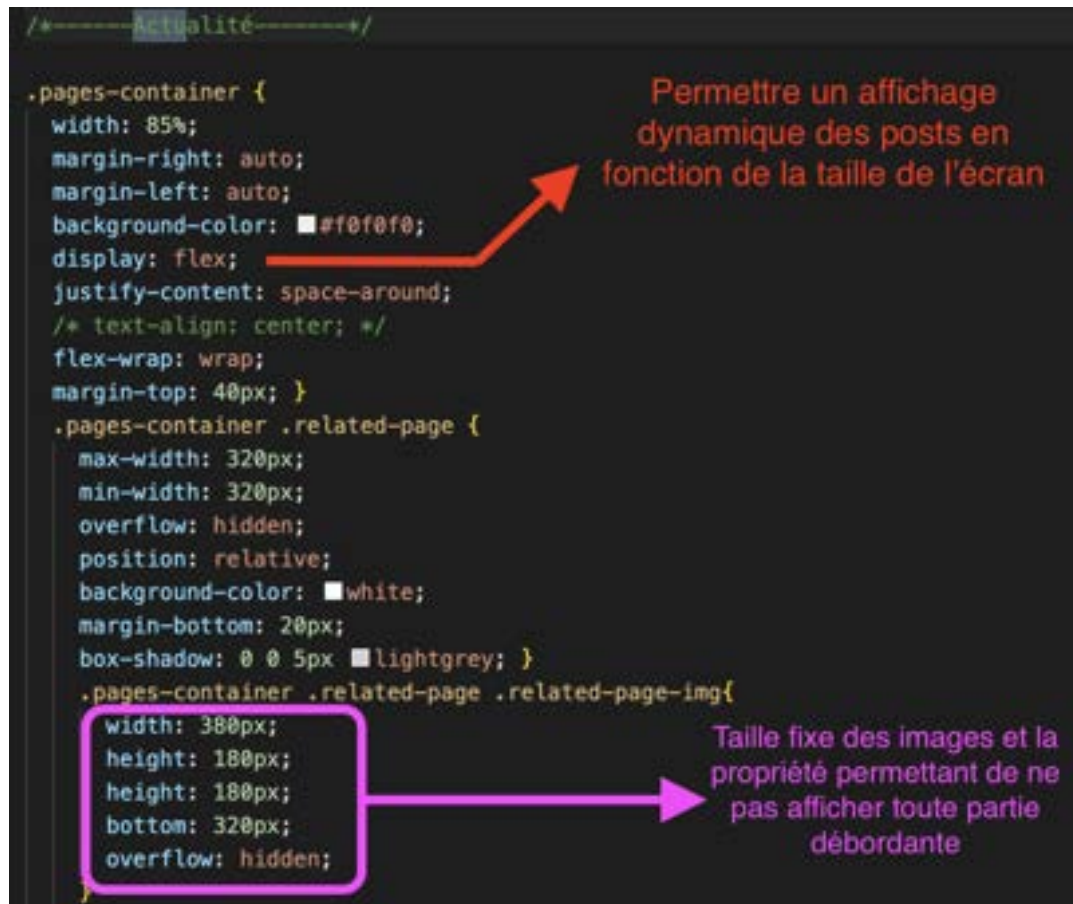 /*------Actualité-------*/
.pages-container {
width: 85%;
margin-right: auto;
margin-left: auto;
background-color: #f0f0f0;
display: flex;
justify-content: space-around;
/* text-align: center; */
flex-wrap: wrap;
margin-top: 40px; }
.pages-container .related-page {
max-width: 320px;
min-width: 320px;
overflow: hidden;
position: relative;
background-color: white;
margin-bottom: 20px;
box-shadow: 0 0 5px lightgrey; }
.pages-container .related-page .related-page-img{
width: 380px;
height: 180px;
height: 180px;
bottom: 320px;
overflow: hidden;
}
Permettre un affichage
dynamique des posts en
fonction de la taille de l'écran
Taille fixe des images et la
propriété permettant de ne
pas afficher toute partie
débordante